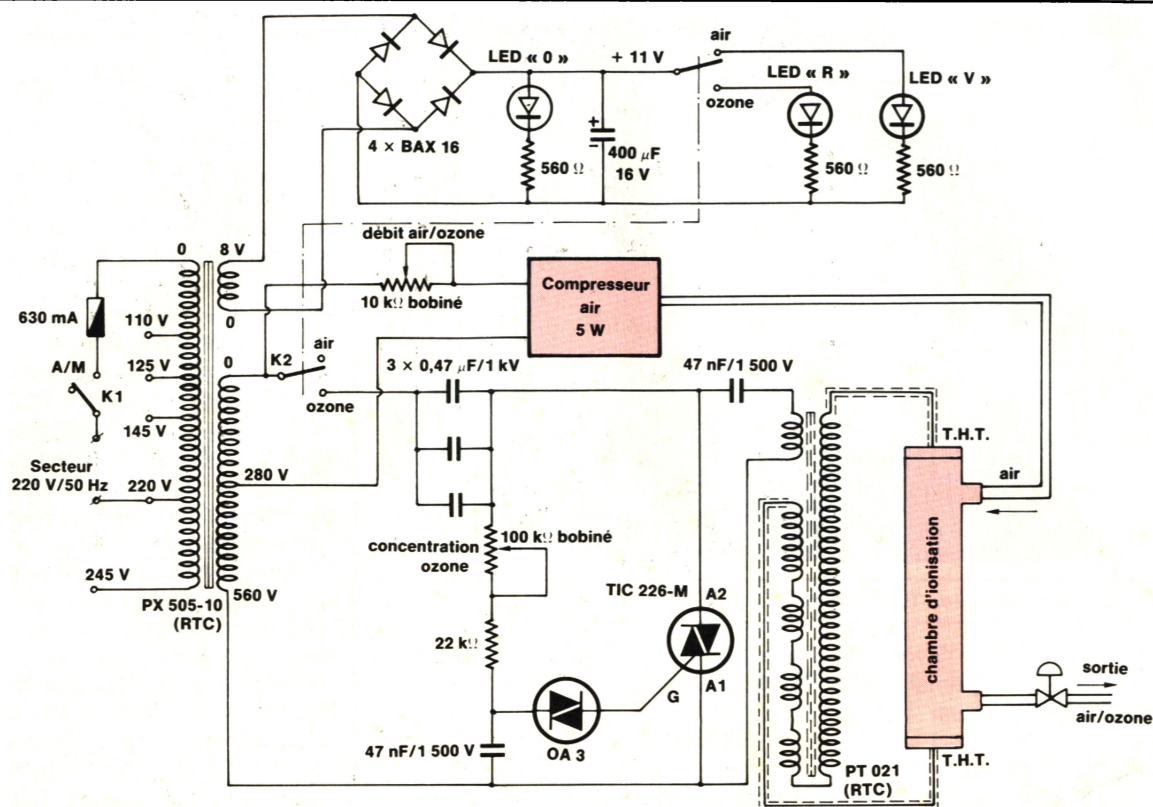 air
LED « 0 »
+ 11 V
LED « R »
LED « V »
ozone
4 × BAX 16
560 Ω
+
−
400 µF
16 V
560 Ω
560 Ω
débit air/ozone
0
8 V
10 kΩ bobiné
Compresseur
air
5 W
630 mA
110 V
0
A/M
K1
125 V
0
K2
air
3 × 0,47 µF/1 kV
47 nF/1 500 V
ozone
145 V
T.H.T.
Secteur
220 V/50 Hz
220 V
280 V
air
100 kΩ bobiné
concentration
ozone
245 V
560 V
PX 505-10
(RTC)
TIC 226-M
A2
chambre d'ionisation
22 kΩ
A1
G
sortie
air/ozone
47 nF/1 500 V
OA 3
PT 021
(RTC)
T.H.T.